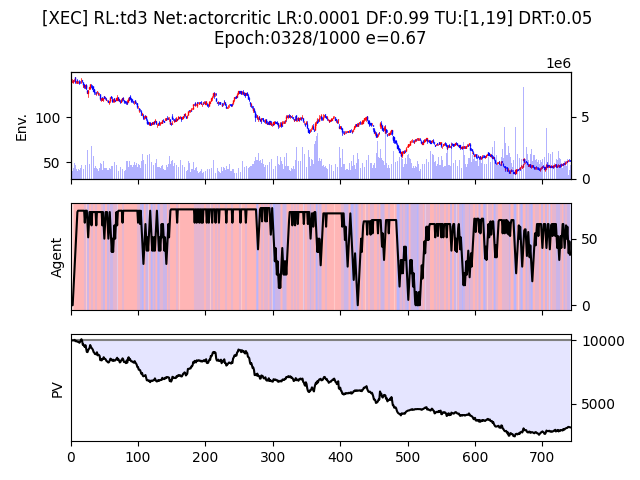 [XEC] RL:td3 Net:actorcritic LR:0.0001 DF:0.99 TU:[1,19] DRT:0.05
Epoch:0328/1000 e=0.67
1e6
Env.
100
50
5
0
Agent
50
0
PV
10000
5000
0 100 200 300 400 500 600 700